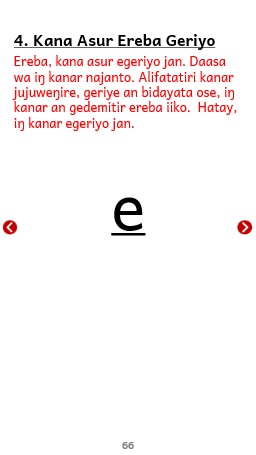 4. Kana Asur Ereba Geriyo
Ereba, kana asur egeriyo jan. Daasa
wa iŋ kanar najanto. Alifatatiri kanar
jujuweŋire, geriye an bidayata ose, iŋ
kanar an gedemitir ereba iiko.  Hatay,
iŋ kanar egeriyo jan.
e
66